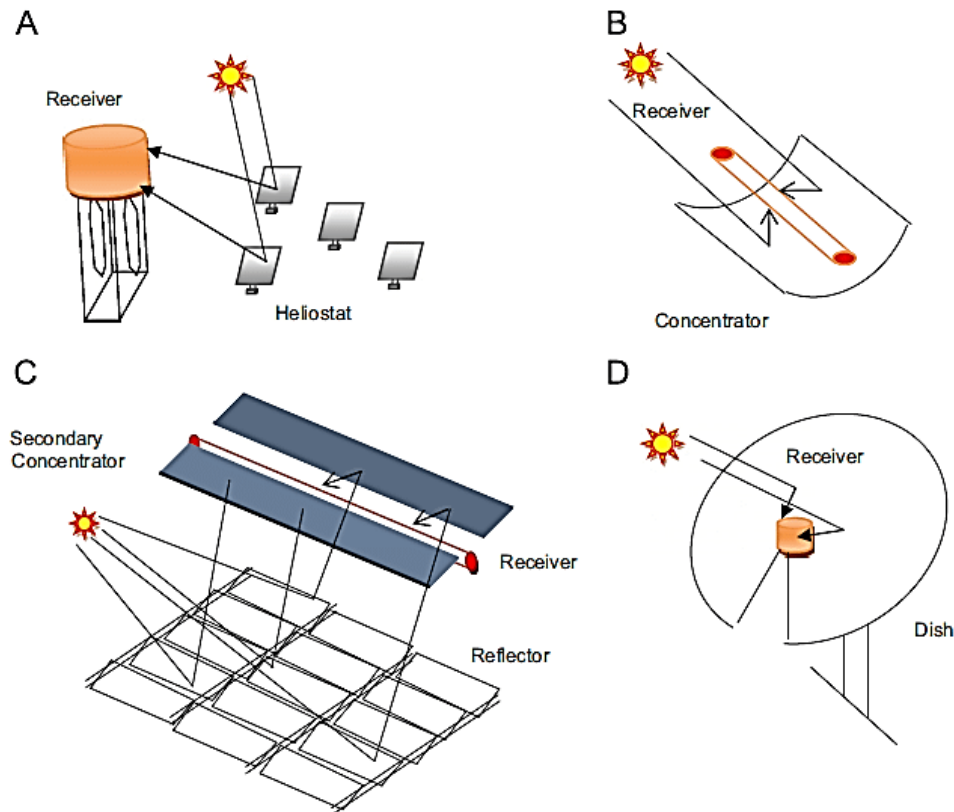 A
Receiver
Heliostat
B
Receiver
Concentrator
C
Secondary
Concentrator
Receiver
Reflector
D
Receiver
Dish